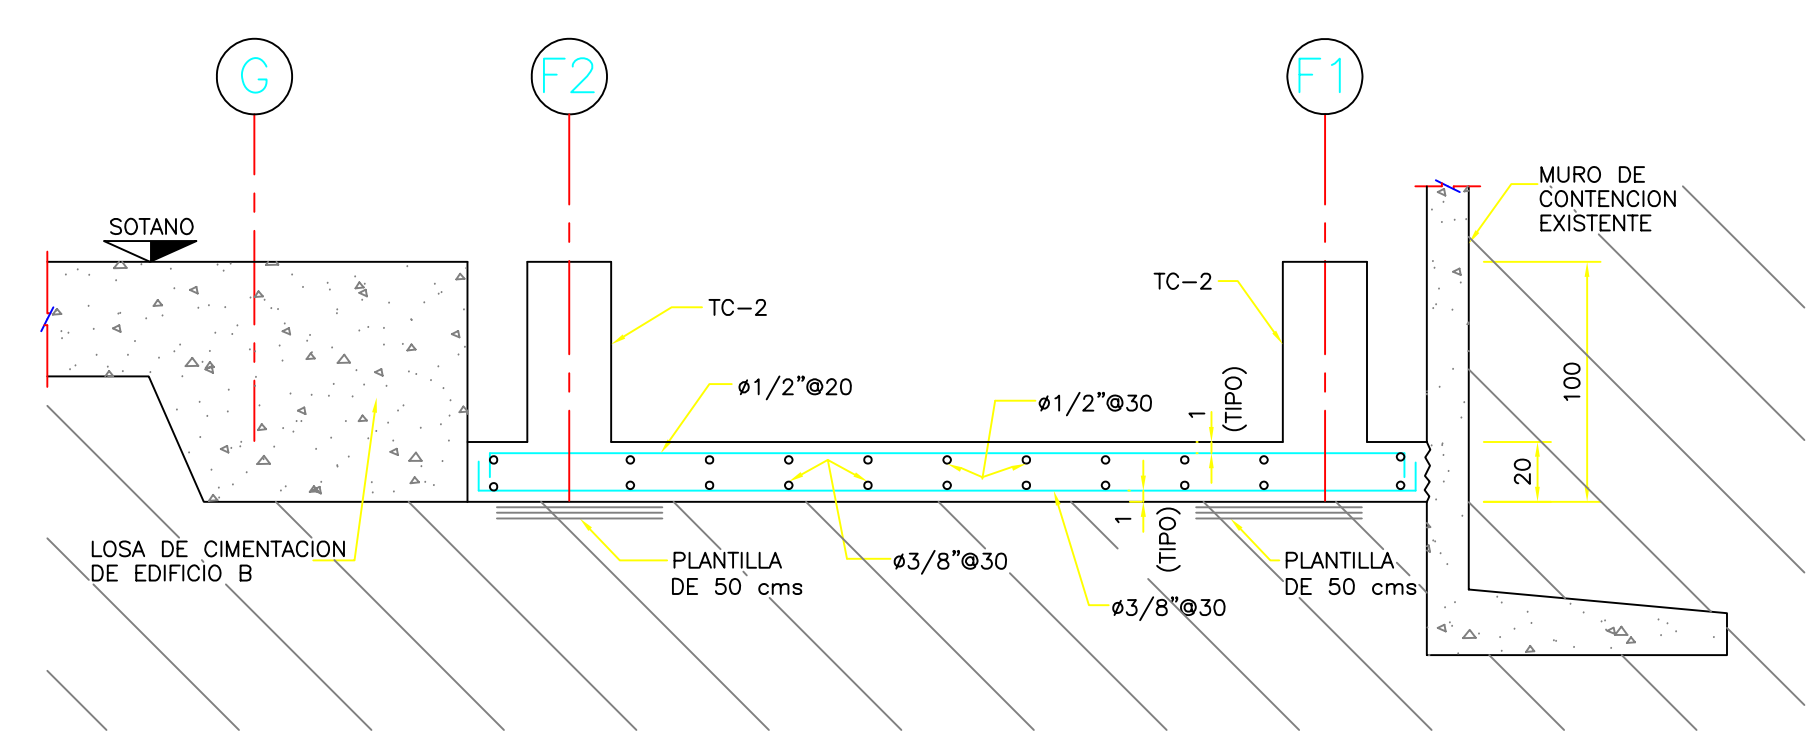 G
F2
F1
MURO DE
CONTENCION
EXISTENTE
SOTANO
TC-2
TC-2
ø1/2"@20
ø1/2"@30
1
(TIPO)
100
20
1
(TIPO)
LOSA DE CIMENTACION
DE EDIFICIO B
PLANTILLA
DE 50 cms
ø3/8"@30
ø3/8"@30
PLANTILLA
DE 50 cms